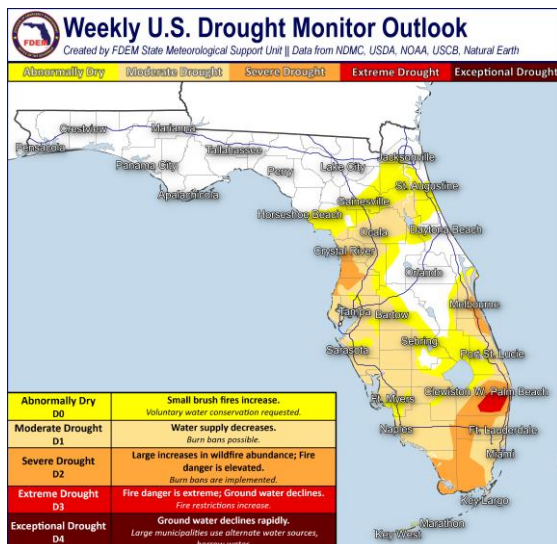 FDEM
Weekly U.S. Drought Monitor Outlook
Created by FDEM State Meteorological Support Unit || Data from NDMC, USDA, NOAA, USCB, Natural Earth
Abnormally Dry Moderate Drought Severe Drought Extreme Drought Exceptional Drought
Crestview Marianna
Pensacola Tallahassee Jacksonville
Panama City Perry Lake City
Apalachicola St. Augustine
Gainesville
Horseshoe Beach
Ocala Daytona Beach
Crystal River
Orlando
Tampa Bartow Melbourne
Sebring
Sarasota Port St. Lucie
Ft. Myers Clewiston W. Palm Beach
Naples Ft. Lauderdale
Miami
Key Largo
Marathon
Key West
Abnormally Dry Small brush fires increase.
D0 Voluntary water conservation requested.
Moderate Drought Water supply decreases.
D1 Burn bans possible.
Severe Drought Large increases in wildfire abundance; Fire
danger is elevated.
D2 Burn bans are implemented.
Extreme Drought Fire danger is extreme; Ground water declines.
D3 Fire restrictions increase.
Exceptional Drought Ground water declines rapidly.
D4 Large municipalities use alternate water sources,